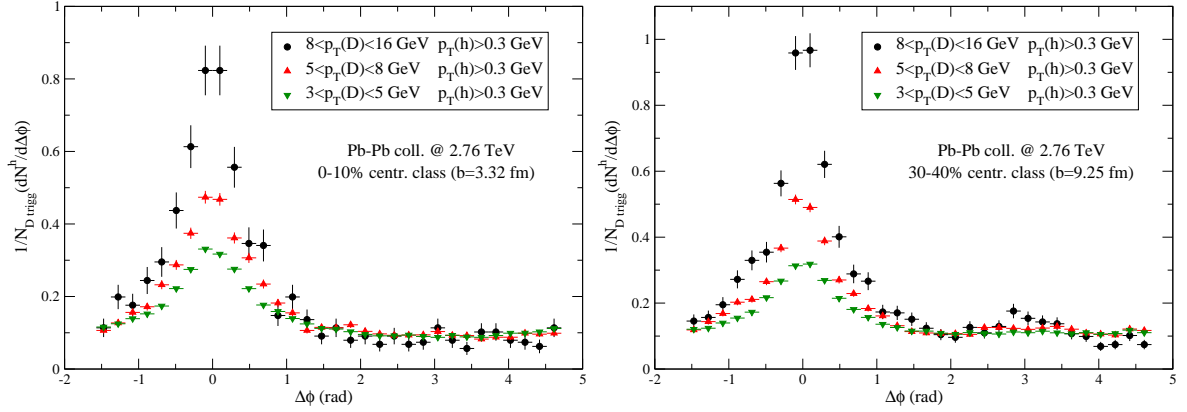 8<p_T(D)<16 GeV p_T(h)>0.3 GeV
5<p_T(D)<8 GeV p_T(h)>0.3 GeV
3<p_T(D)<5 GeV p_T(h)>0.3 GeV
Pb-Pb coll. @ 2.76 TeV
0-10% centr. class (b=3.32 fm)
1/N_{D trigg}(dN^h/dΔϕ)
1
0.8
0.6
0.4
0.2
0
-2 -1 0 1 2 3 4 5
Δϕ (rad)
8<p_T(D)<16 GeV p_T(h)>0.3 GeV
5<p_T(D)<8 GeV p_T(h)>0.3 GeV
3<p_T(D)<5 GeV p_T(h)>0.3 GeV
Pb-Pb coll. @ 2.76 TeV
30-40% centr. class (b=9.25 fm)
1/N_{D trigg}(dN^h/dΔϕ)
1
0.8
0.6
0.4
0.2
0
-2 -1 0 1 2 3 4 5
Δϕ (rad)